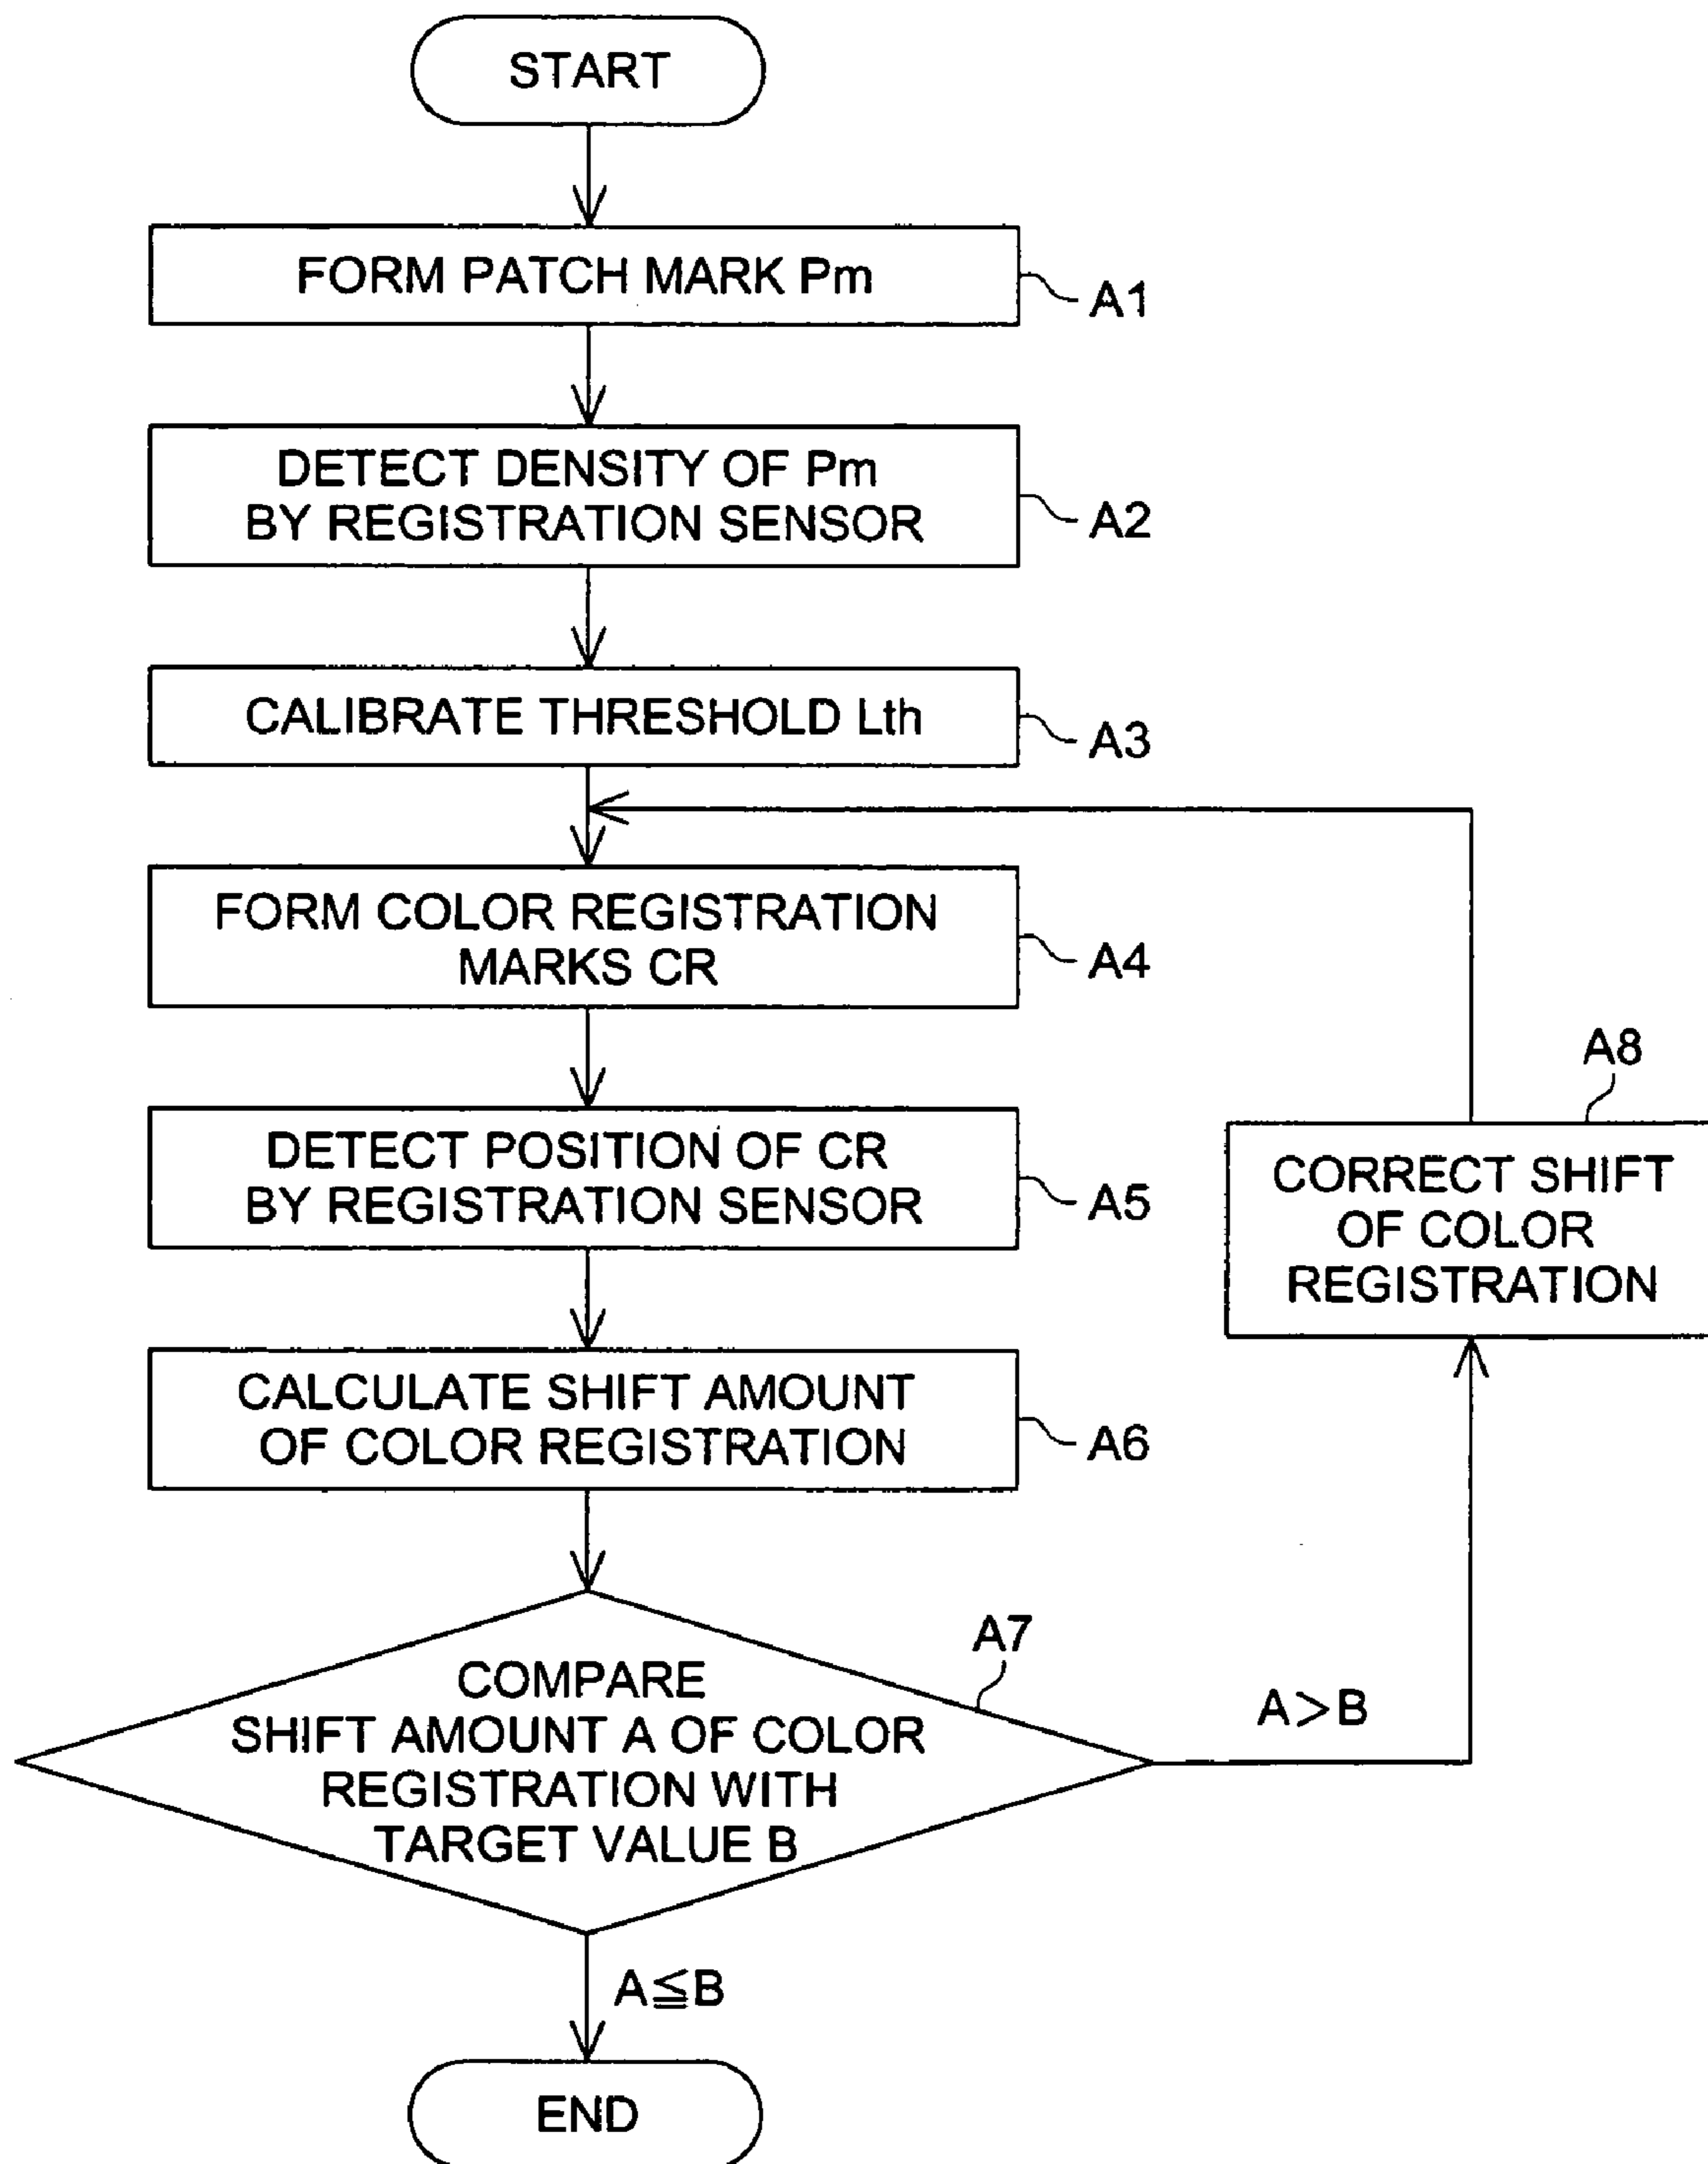 START
FORM PATCH MARK Pm
A1
DETECT DENSITY OF Pm
BY REGISTRATION SENSOR
A2
CALIBRATE THRESHOLD Lth
A3
FORM COLOR REGISTRATION
MARKS CR
A4
DETECT POSITION OF CR
BY REGISTRATION SENSOR
A5
A8
CORRECT SHIFT
OF COLOR
REGISTRATION
CALCULATE SHIFT AMOUNT
OF COLOR REGISTRATION
A6
A7
COMPARE
SHIFT AMOUNT A OF COLOR
REGISTRATION WITH
TARGET VALUE B
A>B
A≦B
END